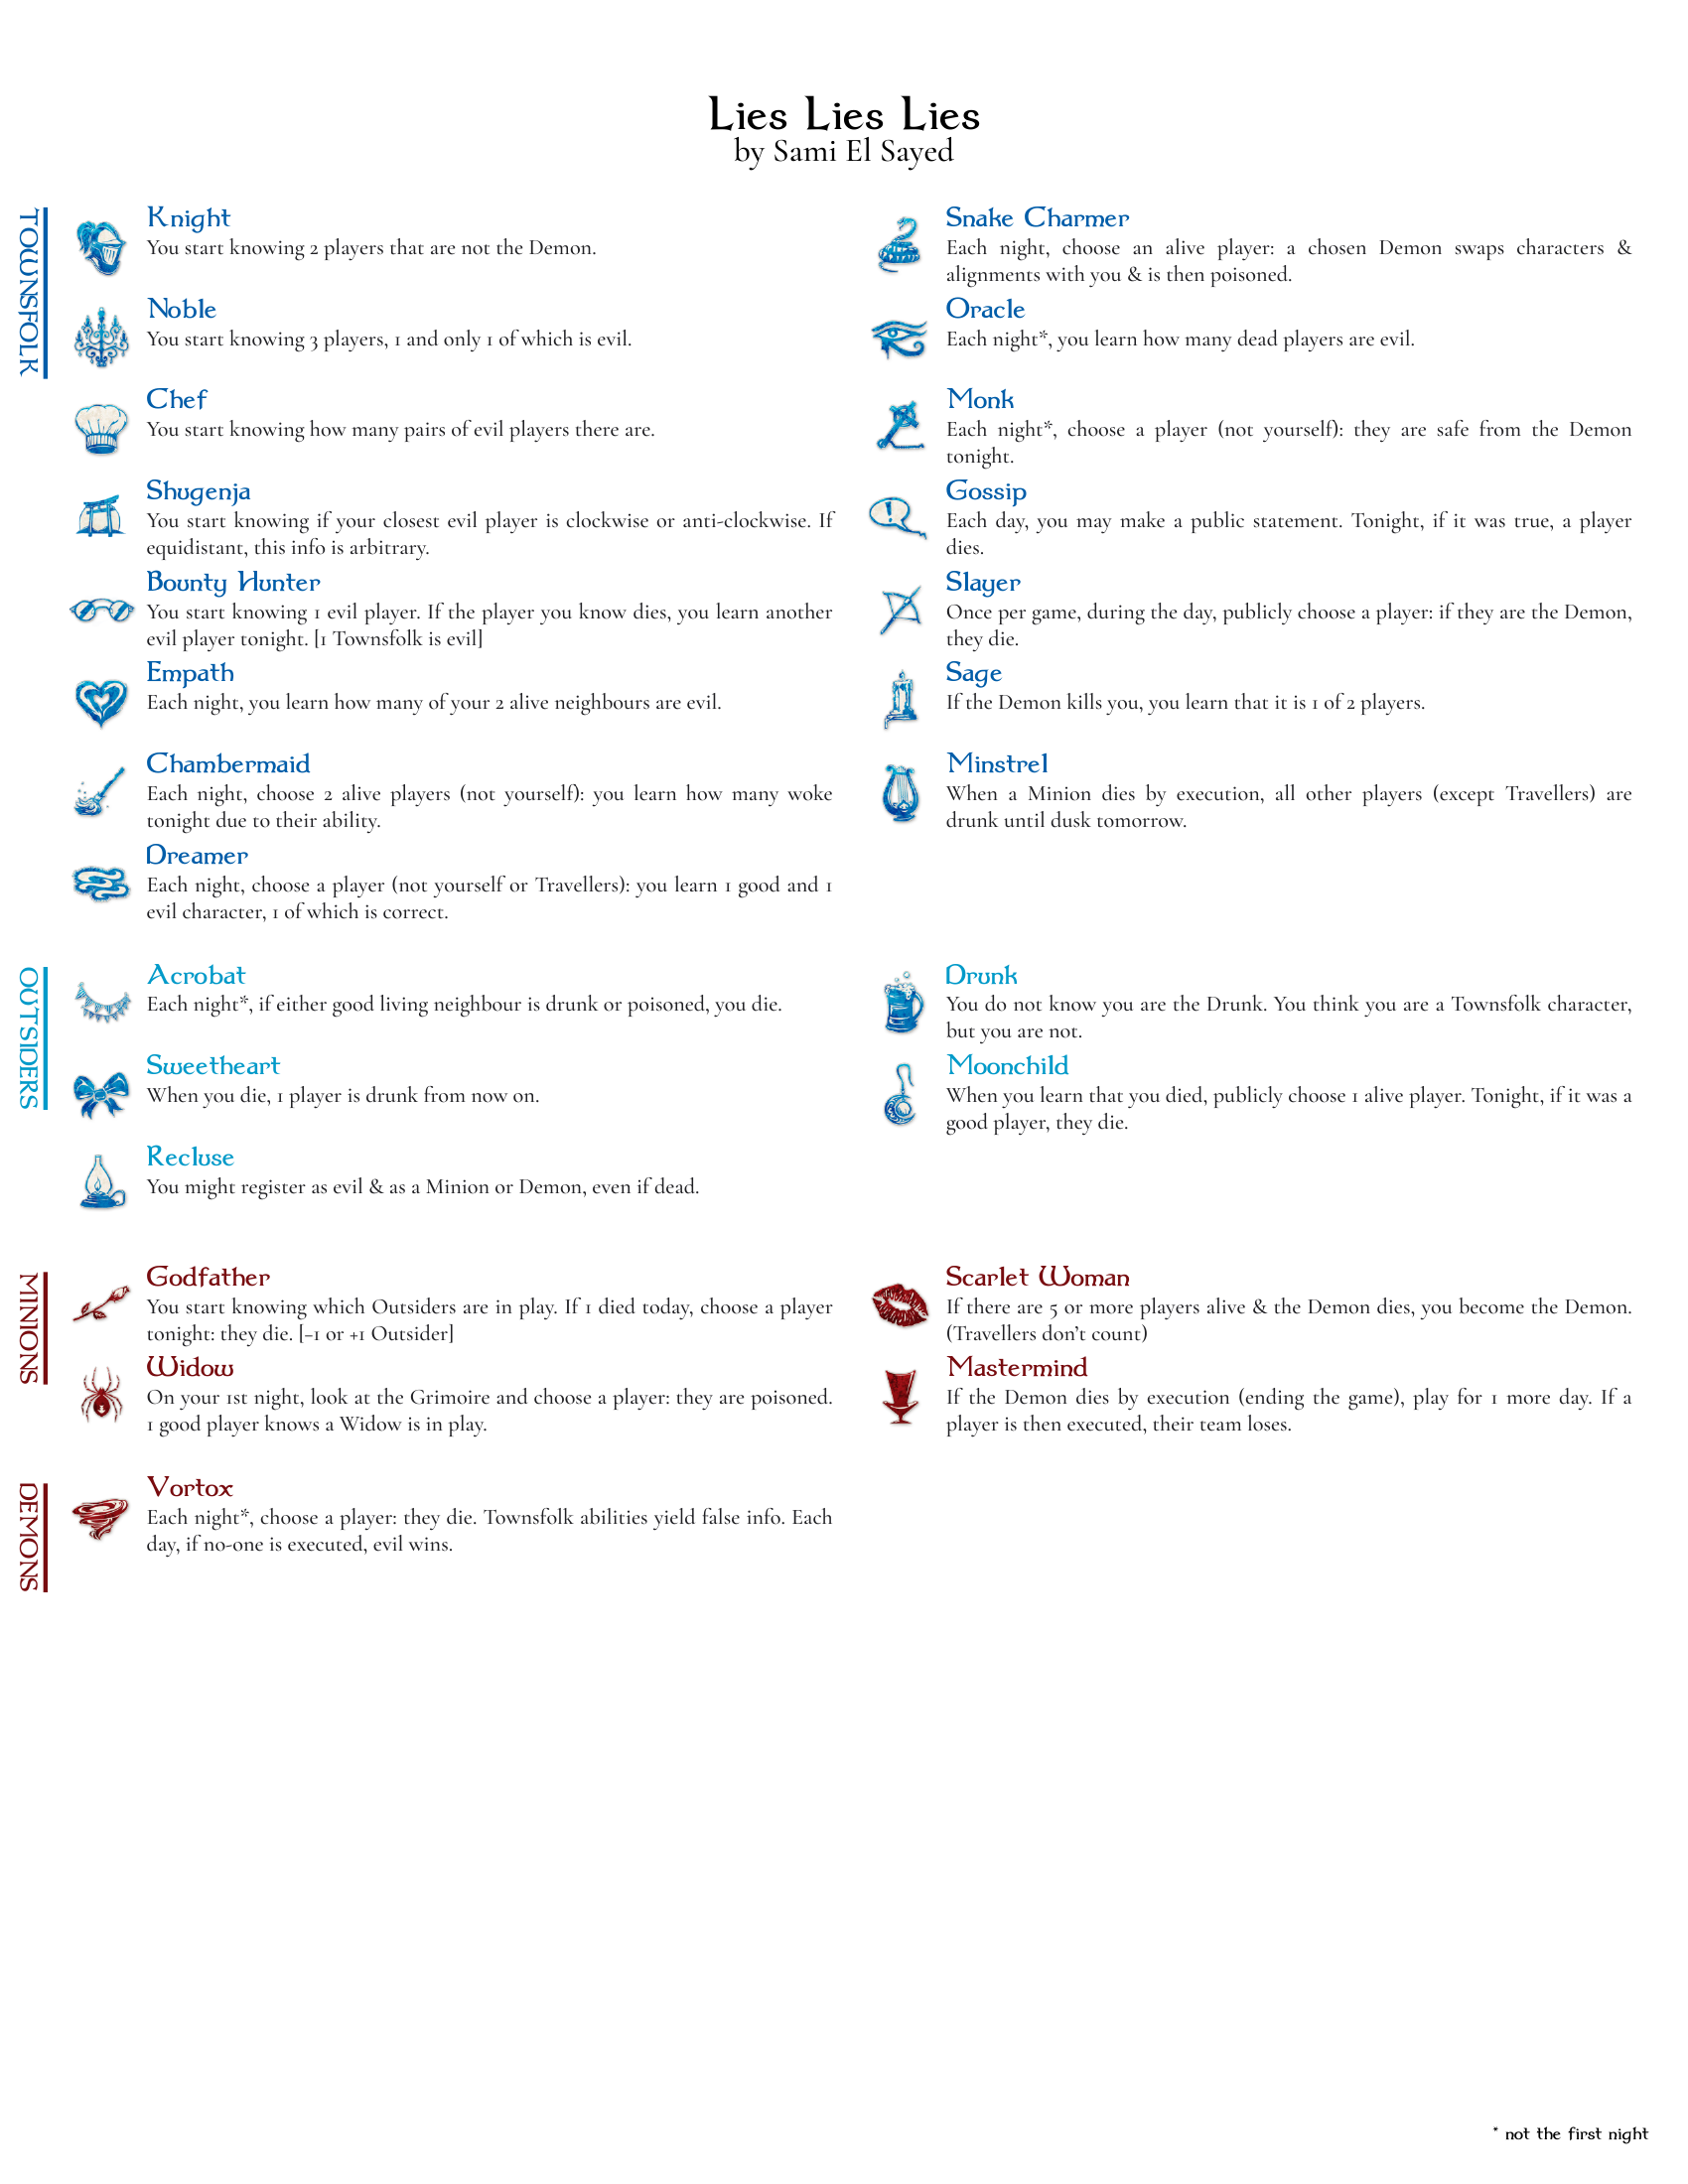 Lies Lies Lies
by Sami El Sayed
TOWNSFOLK
Knight
You start knowing 2 players that are not the Demon.
Noble
You start knowing 3 players, 1 and only 1 of which is evil.
Chef
You start knowing how many pairs of evil players there are.
Shugenja
You start knowing if your closest evil player is clockwise or anti-clockwise. If
equidistant, this info is arbitrary.
Bounty Hunter
You start knowing 1 evil player. If the player you know dies, you learn another
evil player tonight. [1 Townsfolk is evil]
Empath
Each night, you learn how many of your 2 alive neighbours are evil.
Chambermaid
Each night, choose 2 alive players (not yourself): you learn how many woke
tonight due to their ability.
Dreamer
Each night, choose a player (not yourself or Travellers): you learn 1 good and 1
evil character, 1 of which is correct.
Snake Charmer
Each night, choose an alive player: a chosen Demon swaps characters &
alignments with you & is then poisoned.
Oracle
Each night*, you learn how many dead players are evil.
Monk
Each night*, choose a player (not yourself): they are safe from the Demon
tonight.
Gossip
Each day, you may make a public statement. Tonight, if it was true, a player
dies.
Slayer
Once per game, during the day, publicly choose a player: if they are the Demon,
they die.
Sage
If the Demon kills you, you learn that it is 1 of 2 players.
Minstrel
When a Minion dies by execution, all other players (except Travellers) are
drunk until dusk tomorrow.
OUTSIDERS
Acrobat
Each night*, if either good living neighbour is drunk or poisoned, you die.
Sweetheart
When you die, 1 player is drunk from now on.
Recluse
You might register as evil & as a Minion or Demon, even if dead.
Drunk
You do not know you are the Drunk. You think you are a Townsfolk character,
but you are not.
Moonchild
When you learn that you died, publicly choose 1 alive player. Tonight, if it was a
good player, they die.
MINIONS
Godfather
You start knowing which Outsiders are in play. If 1 died today, choose a player
tonight: they die. [−1 or +1 Outsider]
Widow
On your 1st night, look at the Grimoire and choose a player: they are poisoned.
1 good player knows a Widow is in play.
Scarlet Woman
If there are 5 or more players alive & the Demon dies, you become the Demon.
(Travellers don't count)
Mastermind
If the Demon dies by execution (ending the game), play for 1 more day. If a
player is then executed, their team loses.
DEMONS
Vortox
Each night*, choose a player: they die. Townsfolk abilities yield false info. Each
day, if no-one is executed, evil wins.
* not the first night